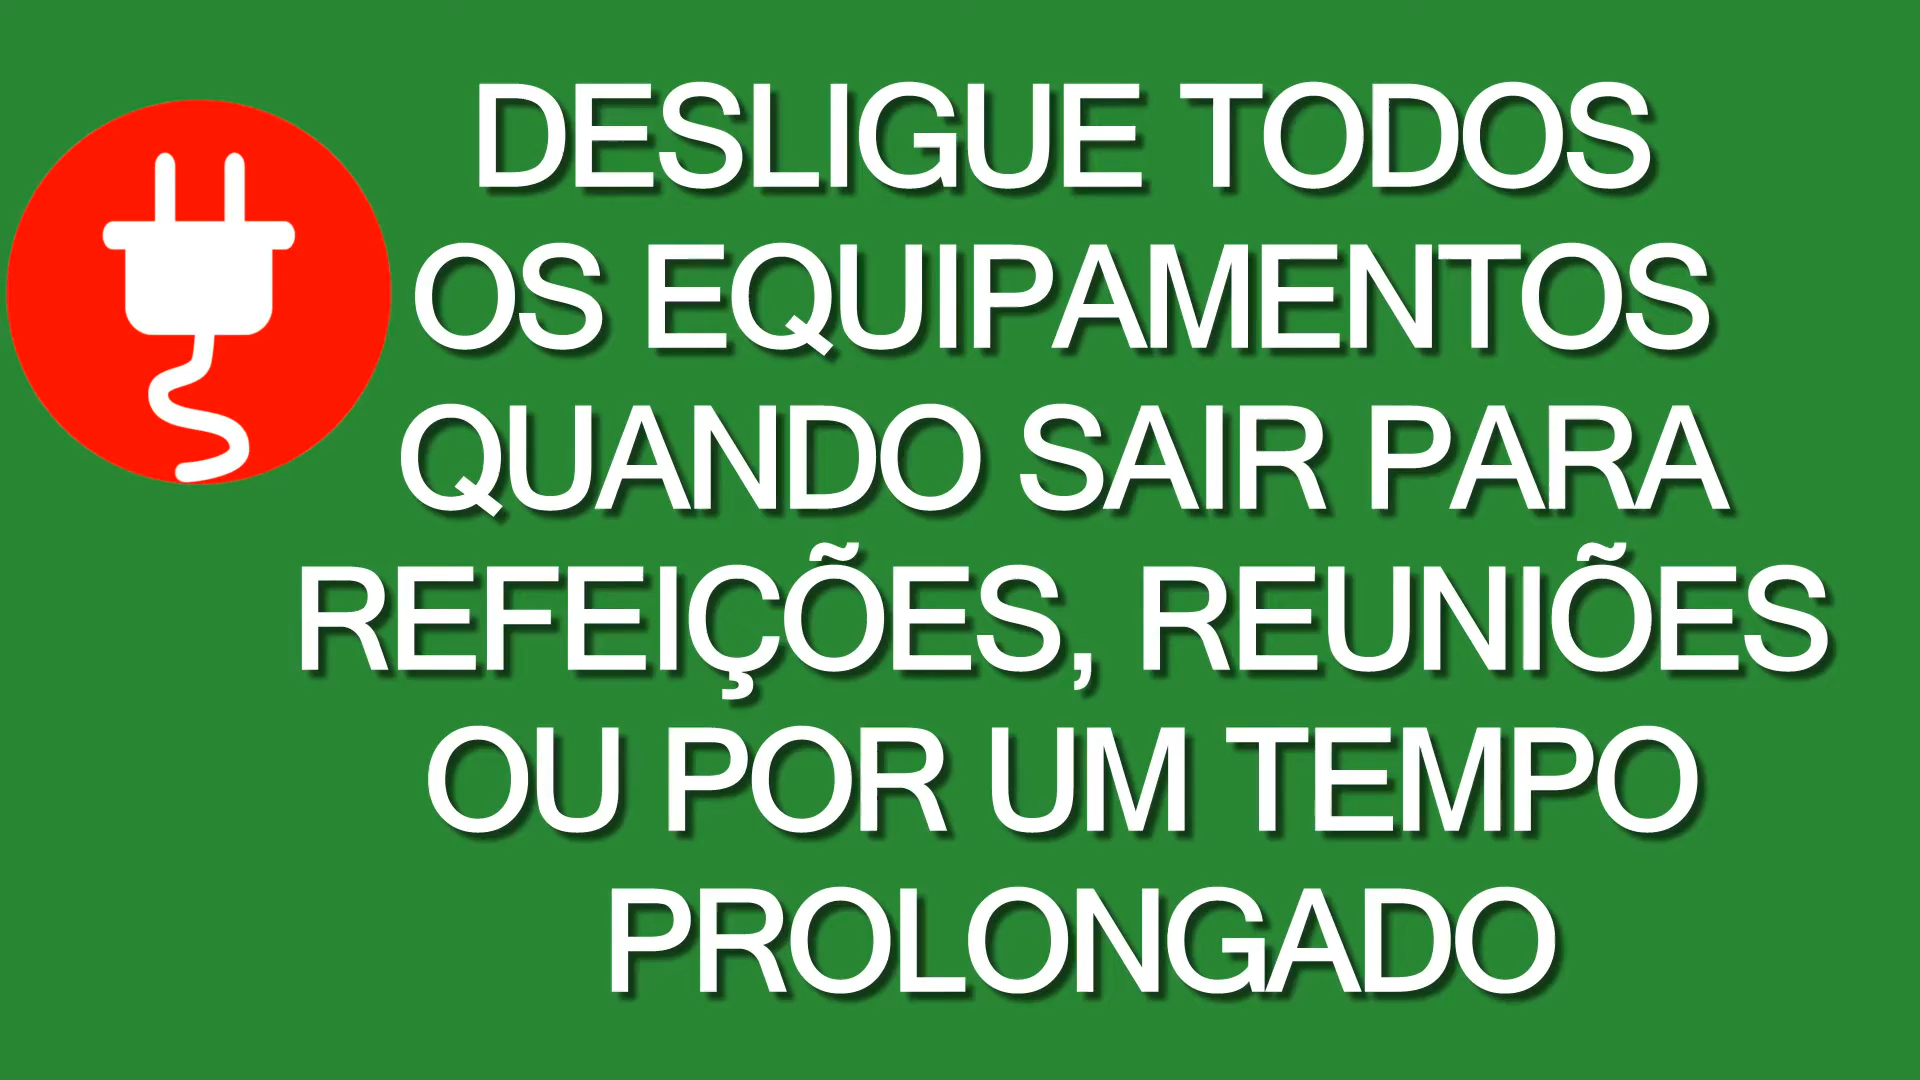 DESLIGUE TODOS
OS EQUIPAMENTOS
QUANDO SAIR PARA
REFEIÇÕES, REUNIÕES
OU POR UM TEMPO
PROLONGADO